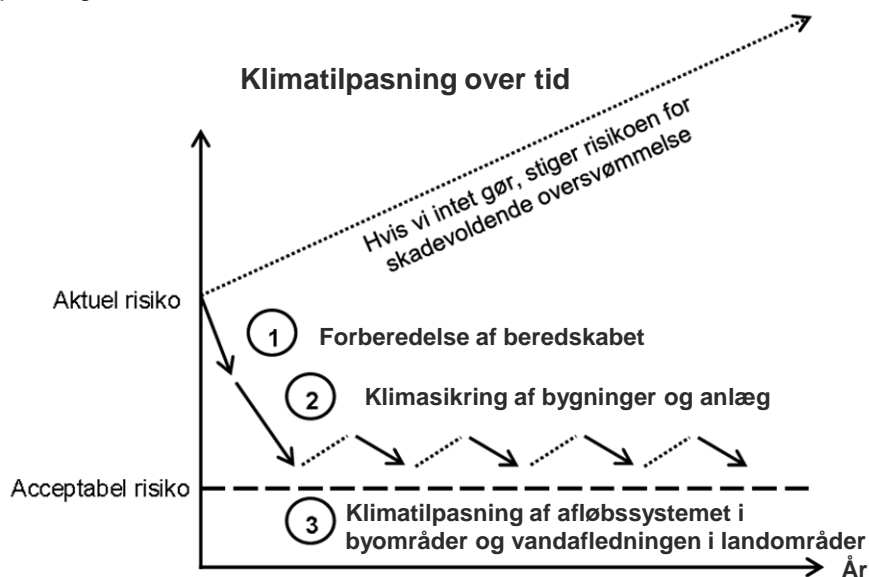 Klimatilpasning over tid
Hvis vi intet gør, stiger risikoen for
skadevoldende oversvømmelse
Aktuel risiko
1
Forberedelse af beredskabet
2
Klimasikring af bygninger og anlæg
Acceptabel risiko
3
Klimatilpasning af afløbssystemet i
byområder og vandafledningen i landområder
År